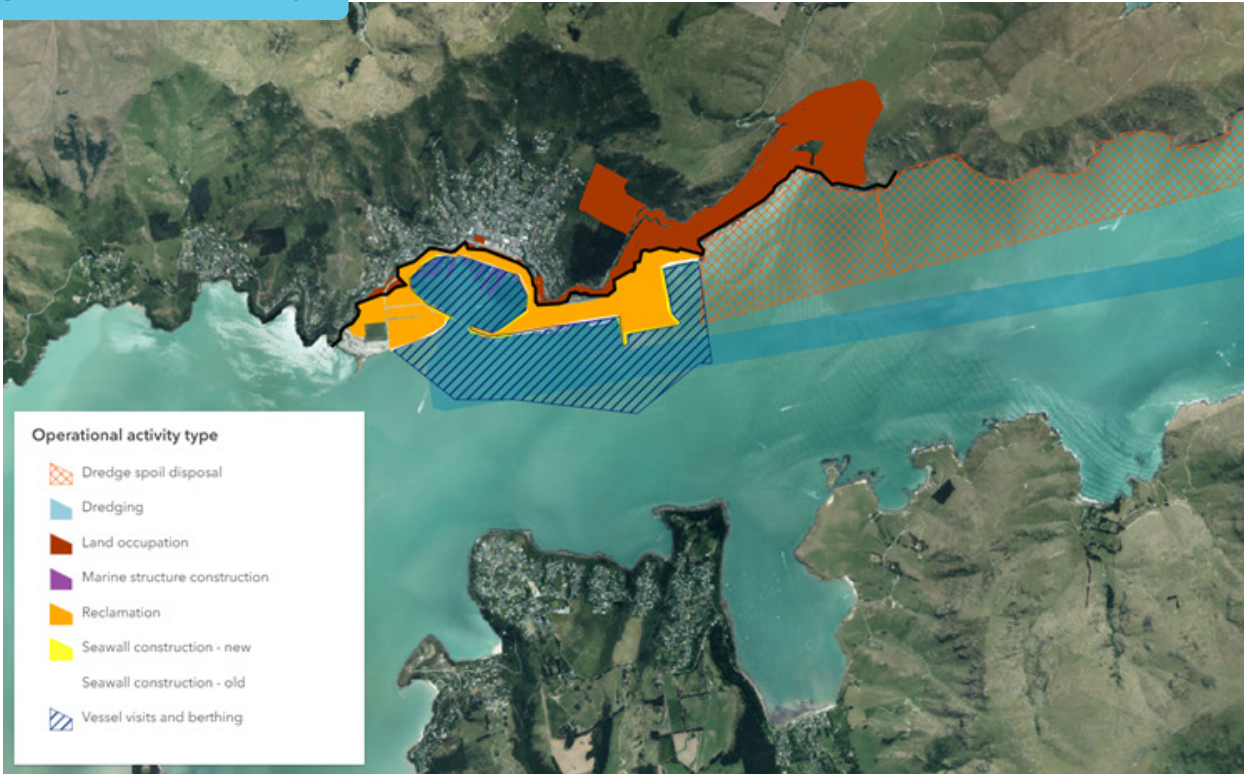 Operational activity type
Dredge spoil disposal
Dredging
Land occupation
Marine structure construction
Reclamation
Seawall construction - new
Seawall construction - old
Vessel visits and berthing